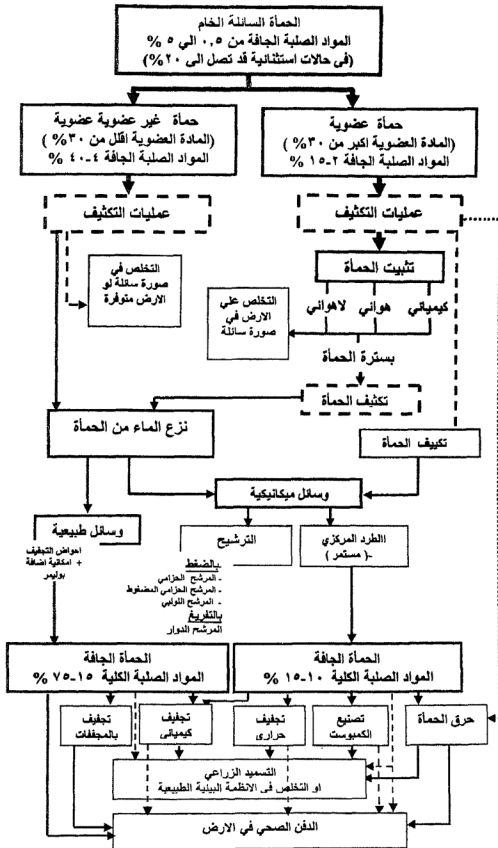 الحمأة السائلة الخام
المواد الصلبة الجافة من ٠,٥ الي ٥ %
(فى حالات استثنائية قد تصل الى ٢٠%)
حمأة عضوية
(المادة العضوية اكبر من ٣٠%)
المواد الصلبة الجافة ٢-١٥ %
حمأة غير عضوية عضوية
(المادة العضوية اقلل من ٣٠% )
المواد الصلبة الجافة ٤-٤٠ %
عمليات التكثيف
عمليات التكثيف
تثبيت الحمأة
كيميائي
هوائي
لاهوائي
التخلص علي
الارض في
صورة سائلة
التخلص في
صورة سائلة لو
الارض متوفرة
بسترة الحمأة
تكثيف الحمأة
نزع الماء من الحمأة
تكييف الحمأة
وسائل ميكانيكية
وسائل طبيعية
احواض التجفيف
+ امكانية اضافة
بوليمر
الترشيح
االطرد المركزي
-( مستمر )
بالضغط
- المرشح الحزامي
- المرشح الحزامي المضغوط
- المرشح اللولبي
بالتفريغ
المرشح الدوار
الحمأة الجافة
المواد الصلبة الكلية ١٠-١٥ %
الحمأة الجافة
المواد الصلبة الكلية ١٥-٧٥ %
حرق الحمأة
تصنيع
الكمبوست
تجفيف
حرارى
تجفيف
كيميائى
تجفيف
بالمجففات
التسميد الزراعي
او التخلص فى الانظمة البيئية الطبيعية
الدفن الصحي في الارض